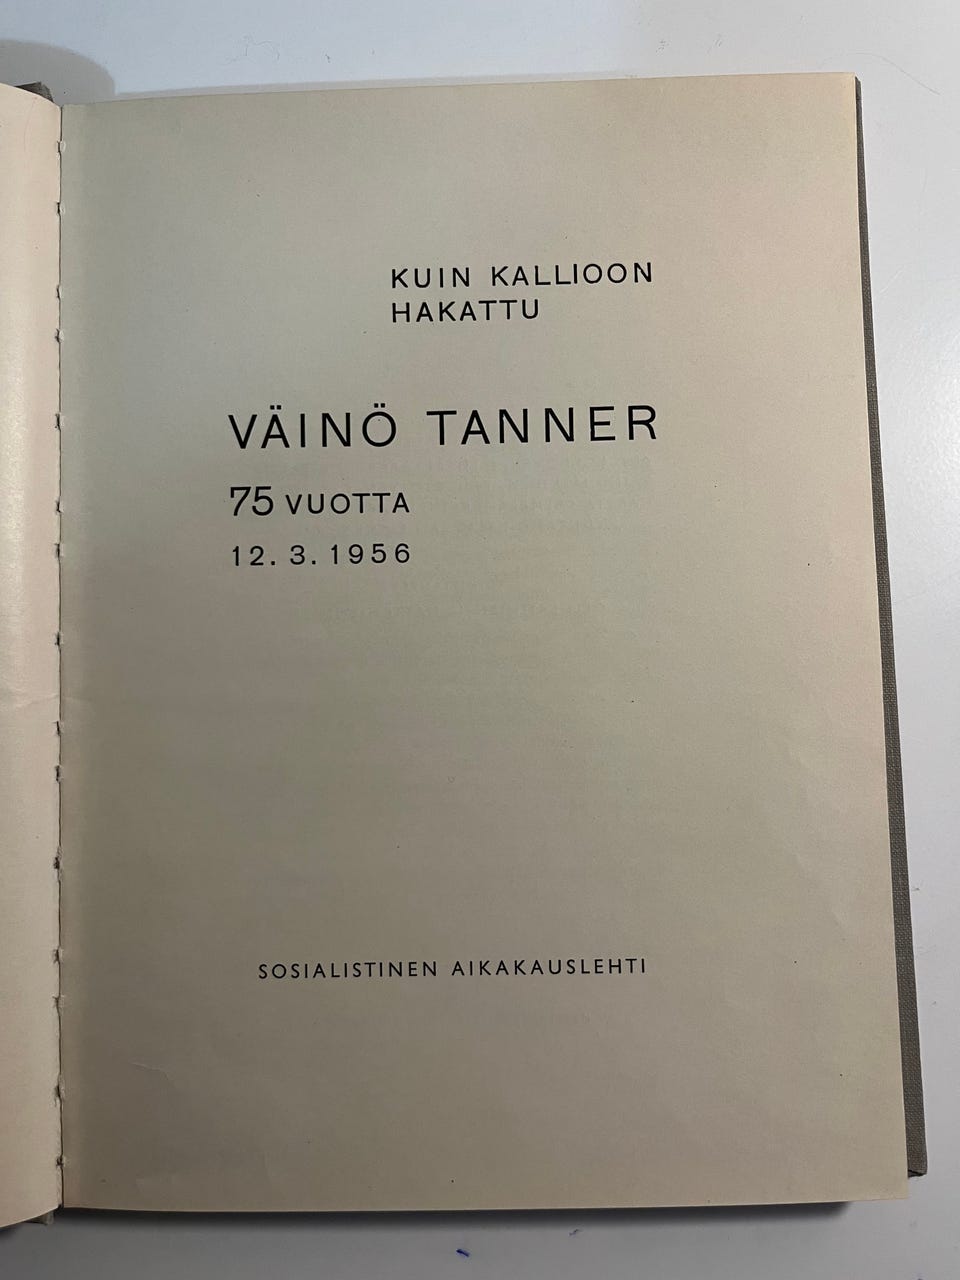 KUIN KALLIOON
HAKATTU
VÄINÖ TANNER
75 VUOTTA
12.3.1956
SOSIALISTINEN AIKAKAUSLEHTI